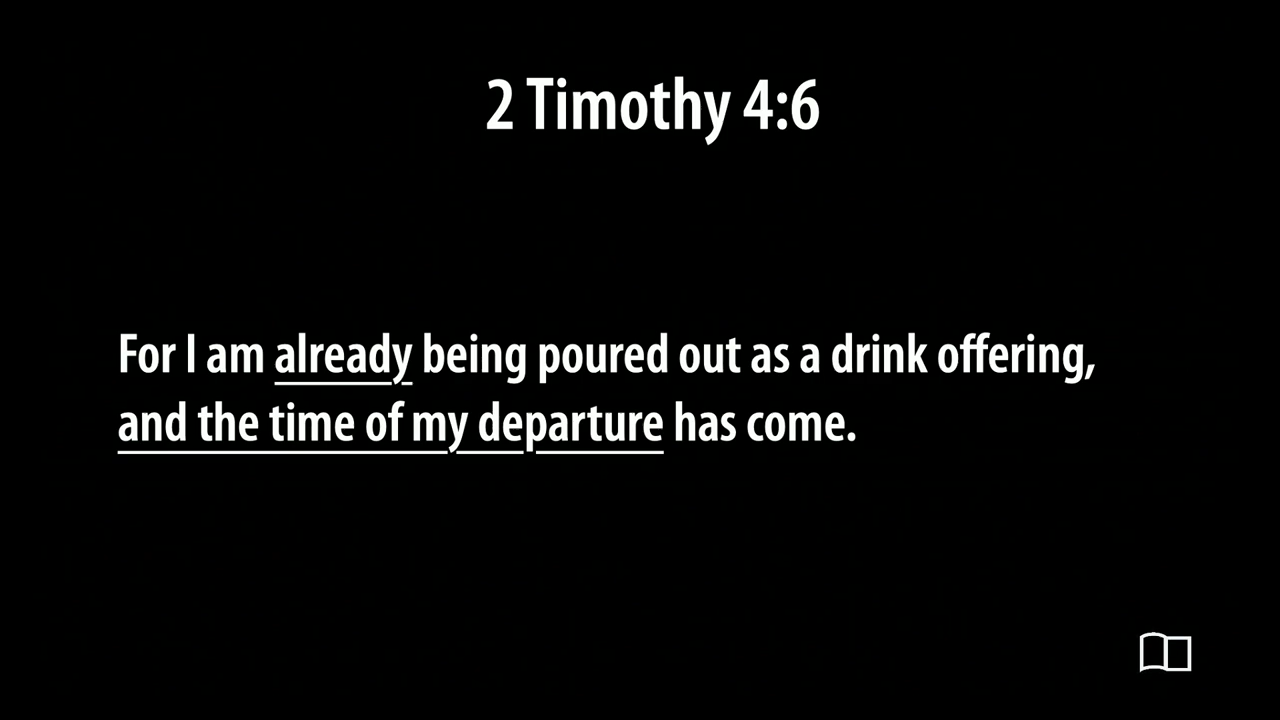 2 Timothy 4:6
For I am already being poured out as a drink offering,
and the time of my departure has come.